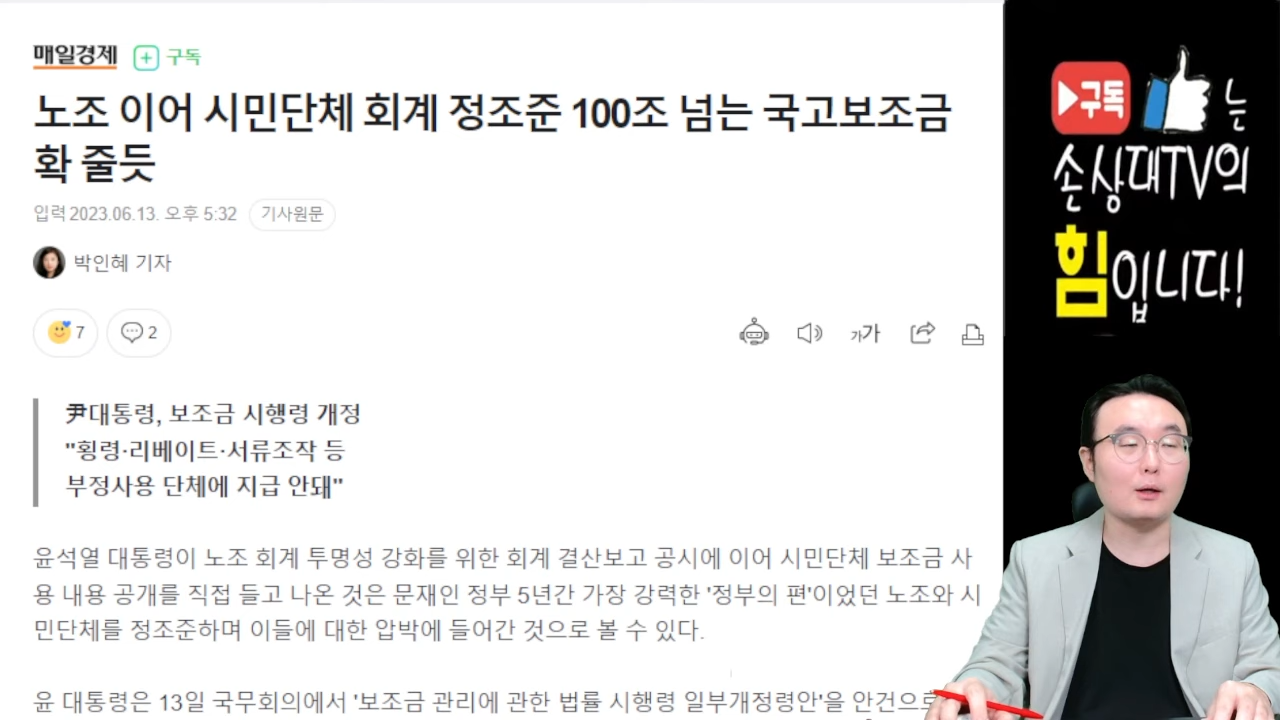 매일경제 구독
노조 이어 시민단체 회계 정조준 100조 넘는 국고보조금
확 줄듯
입력 2023.06.13. 오후 5:32 기사원문
박인혜 기자
7 2 가가
尹대통령, 보조금 시행령 개정
"횡령·리베이트·서류조작 등
부정사용 단체에 지급 안돼"
윤석열 대통령이 노조 회계 투명성 강화를 위한 회계 결산보고 공시에 이어 시민단체 보조금 사
용 내용 공개를 직접 들고 나온 것은 문재인 정부 5년간 가장 강력한 '정부의 편'이었던 노조와 시
민단체를 정조준하며 이들에 대한 압박에 들어간 것으로 볼 수 있다.
윤 대통령은 13일 국무회의에서 '보조금 관리에 관한 법률 시행령 일부개정령안'을 안건으로
구독 는
손상대TV의
힘입니다!